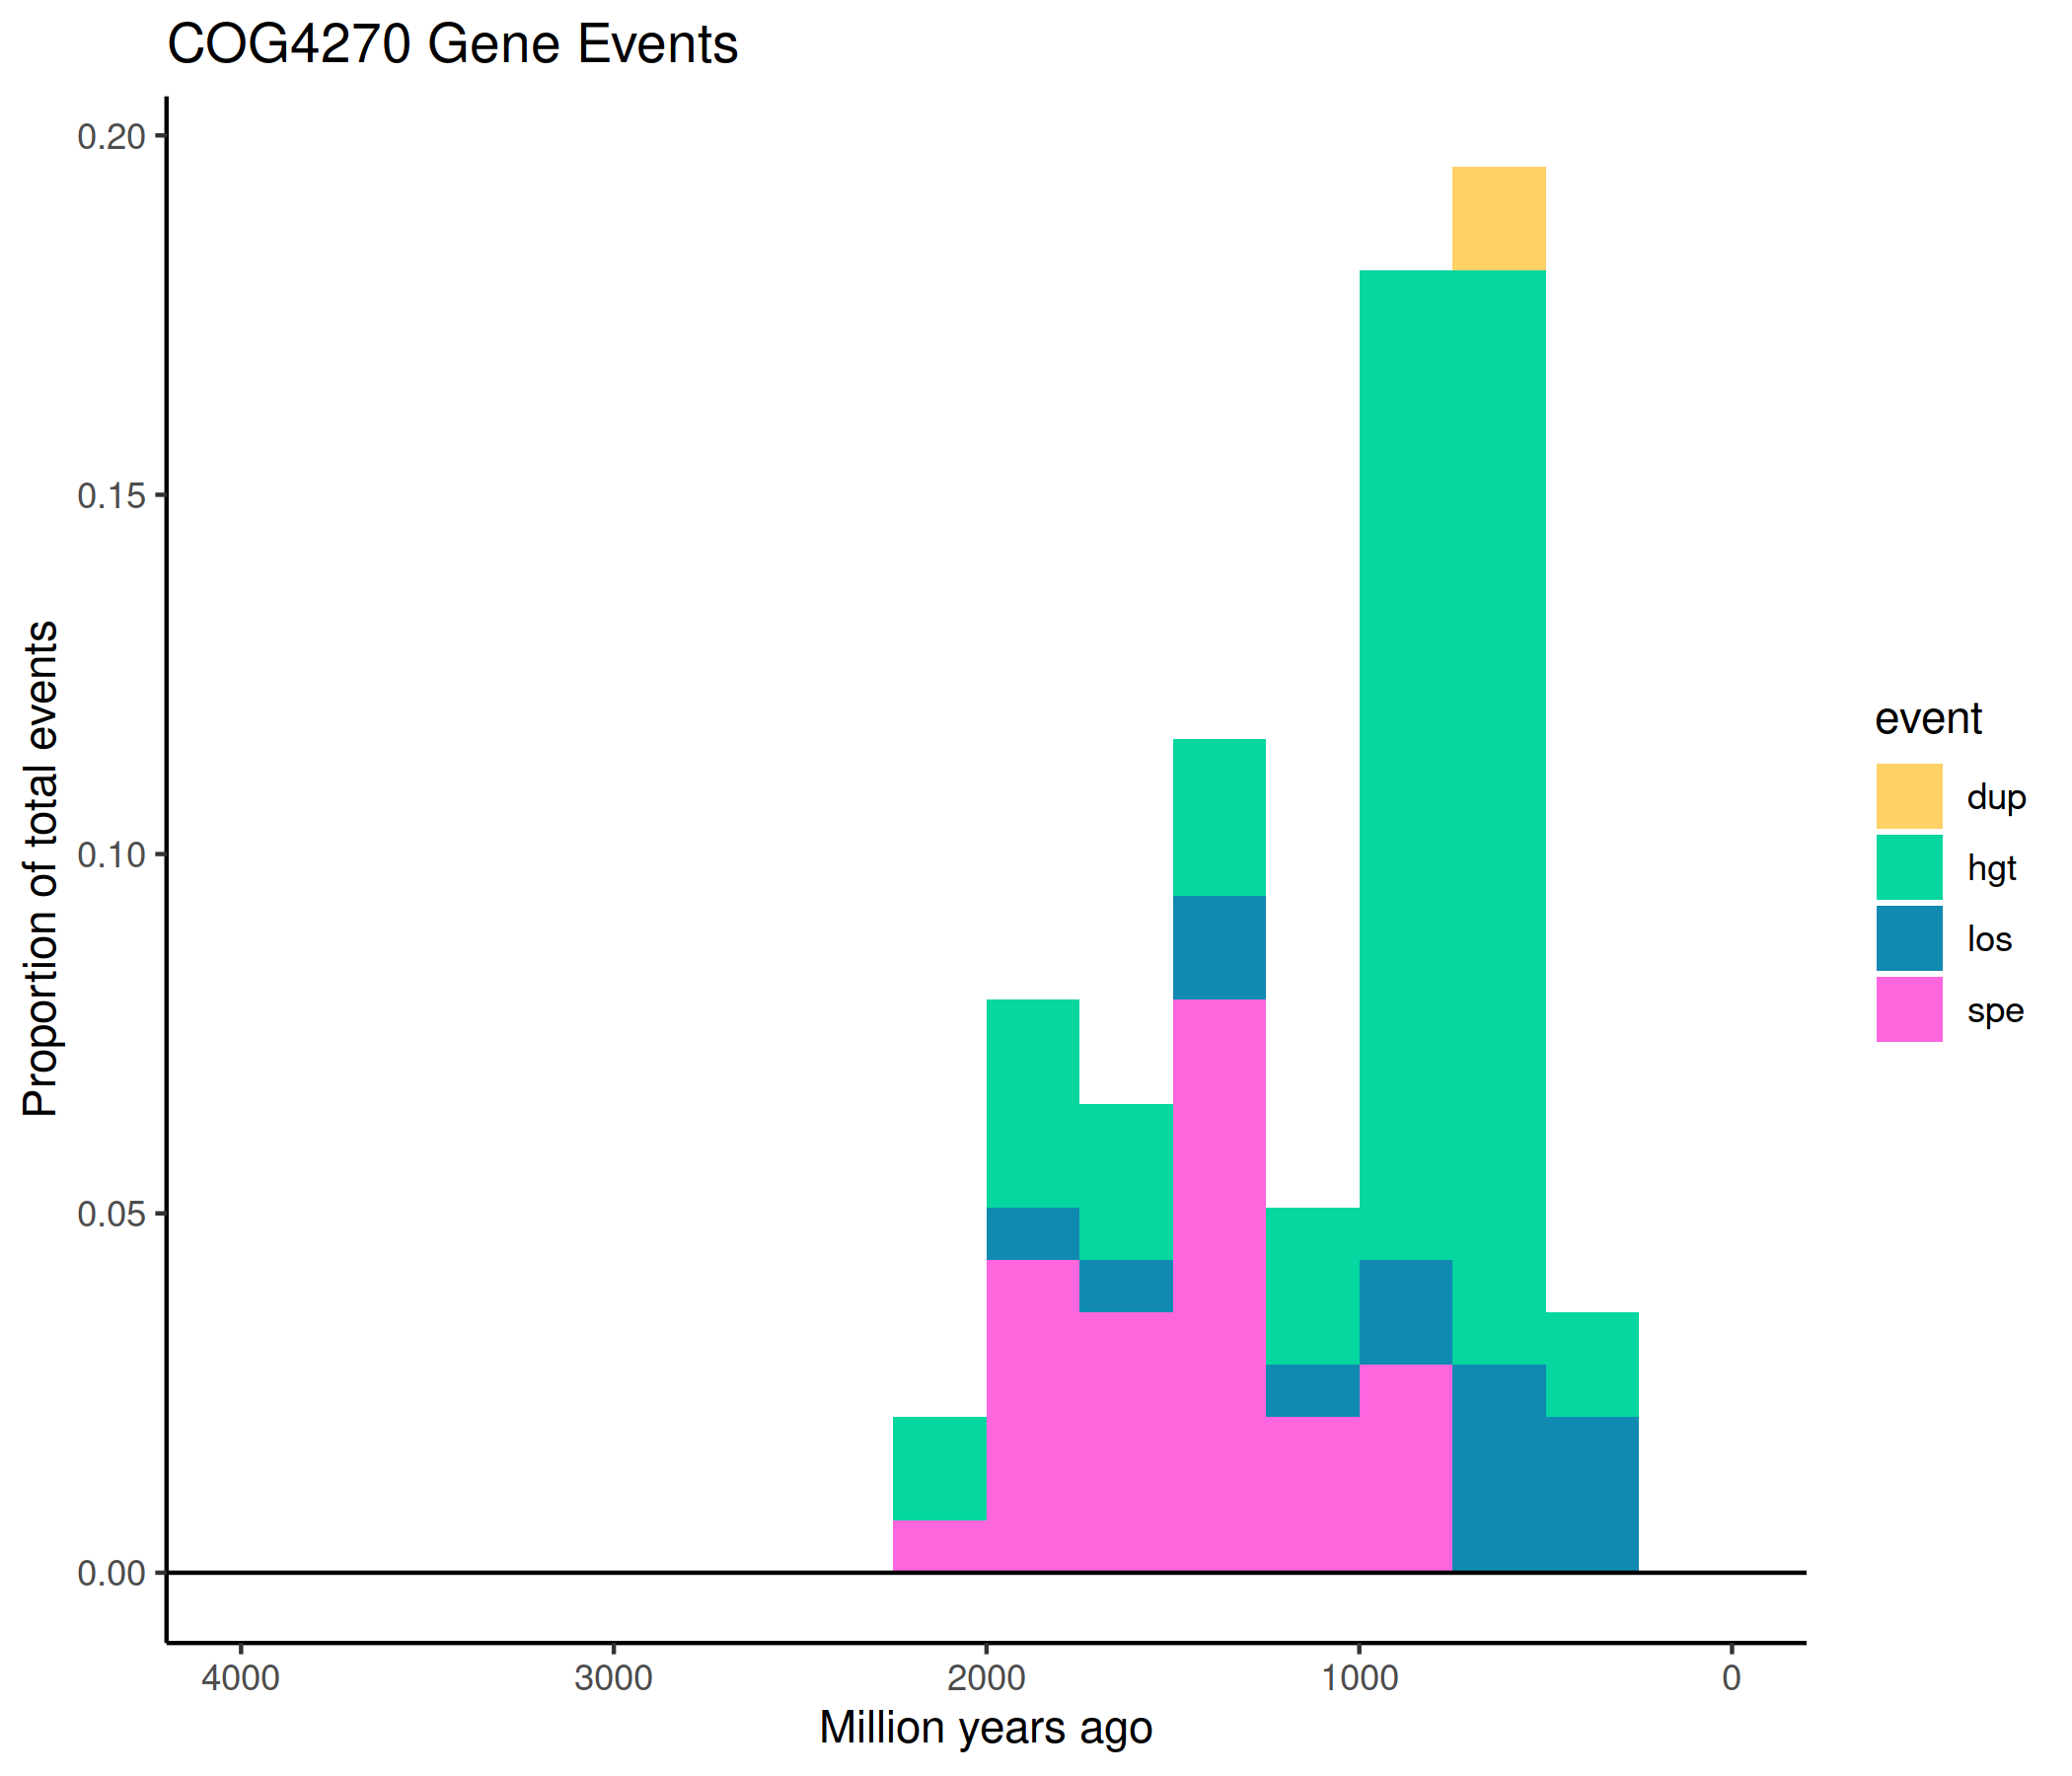 COG4270 Gene Events
Proportion of total events
0.20
0.15
0.10
0.05
0.00
4000 3000 2000 1000 0
Million years ago
event
dup
hgt
los
spe